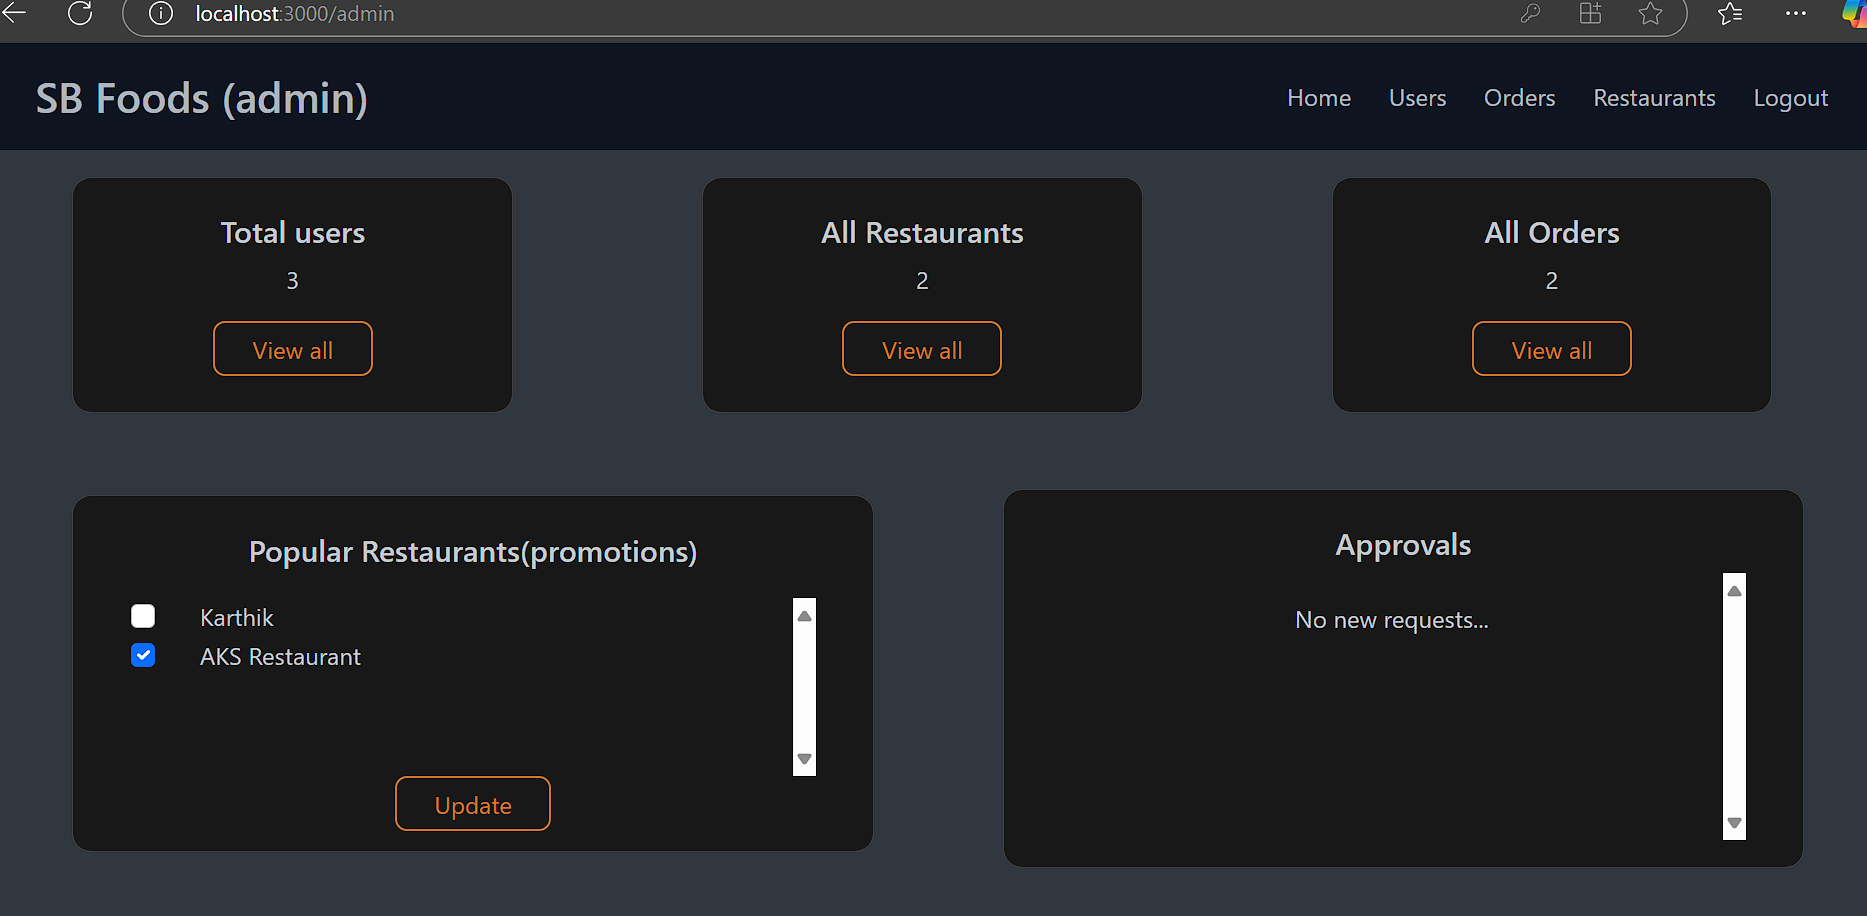 localhost:3000/admin
SB Foods (admin)
Home Users Orders Restaurants Logout
Total users
3
View all
All Restaurants
2
View all
All Orders
2
View all
Popular Restaurants(promotions)
Karthik
AKS Restaurant
Update
Approvals
No new requests...